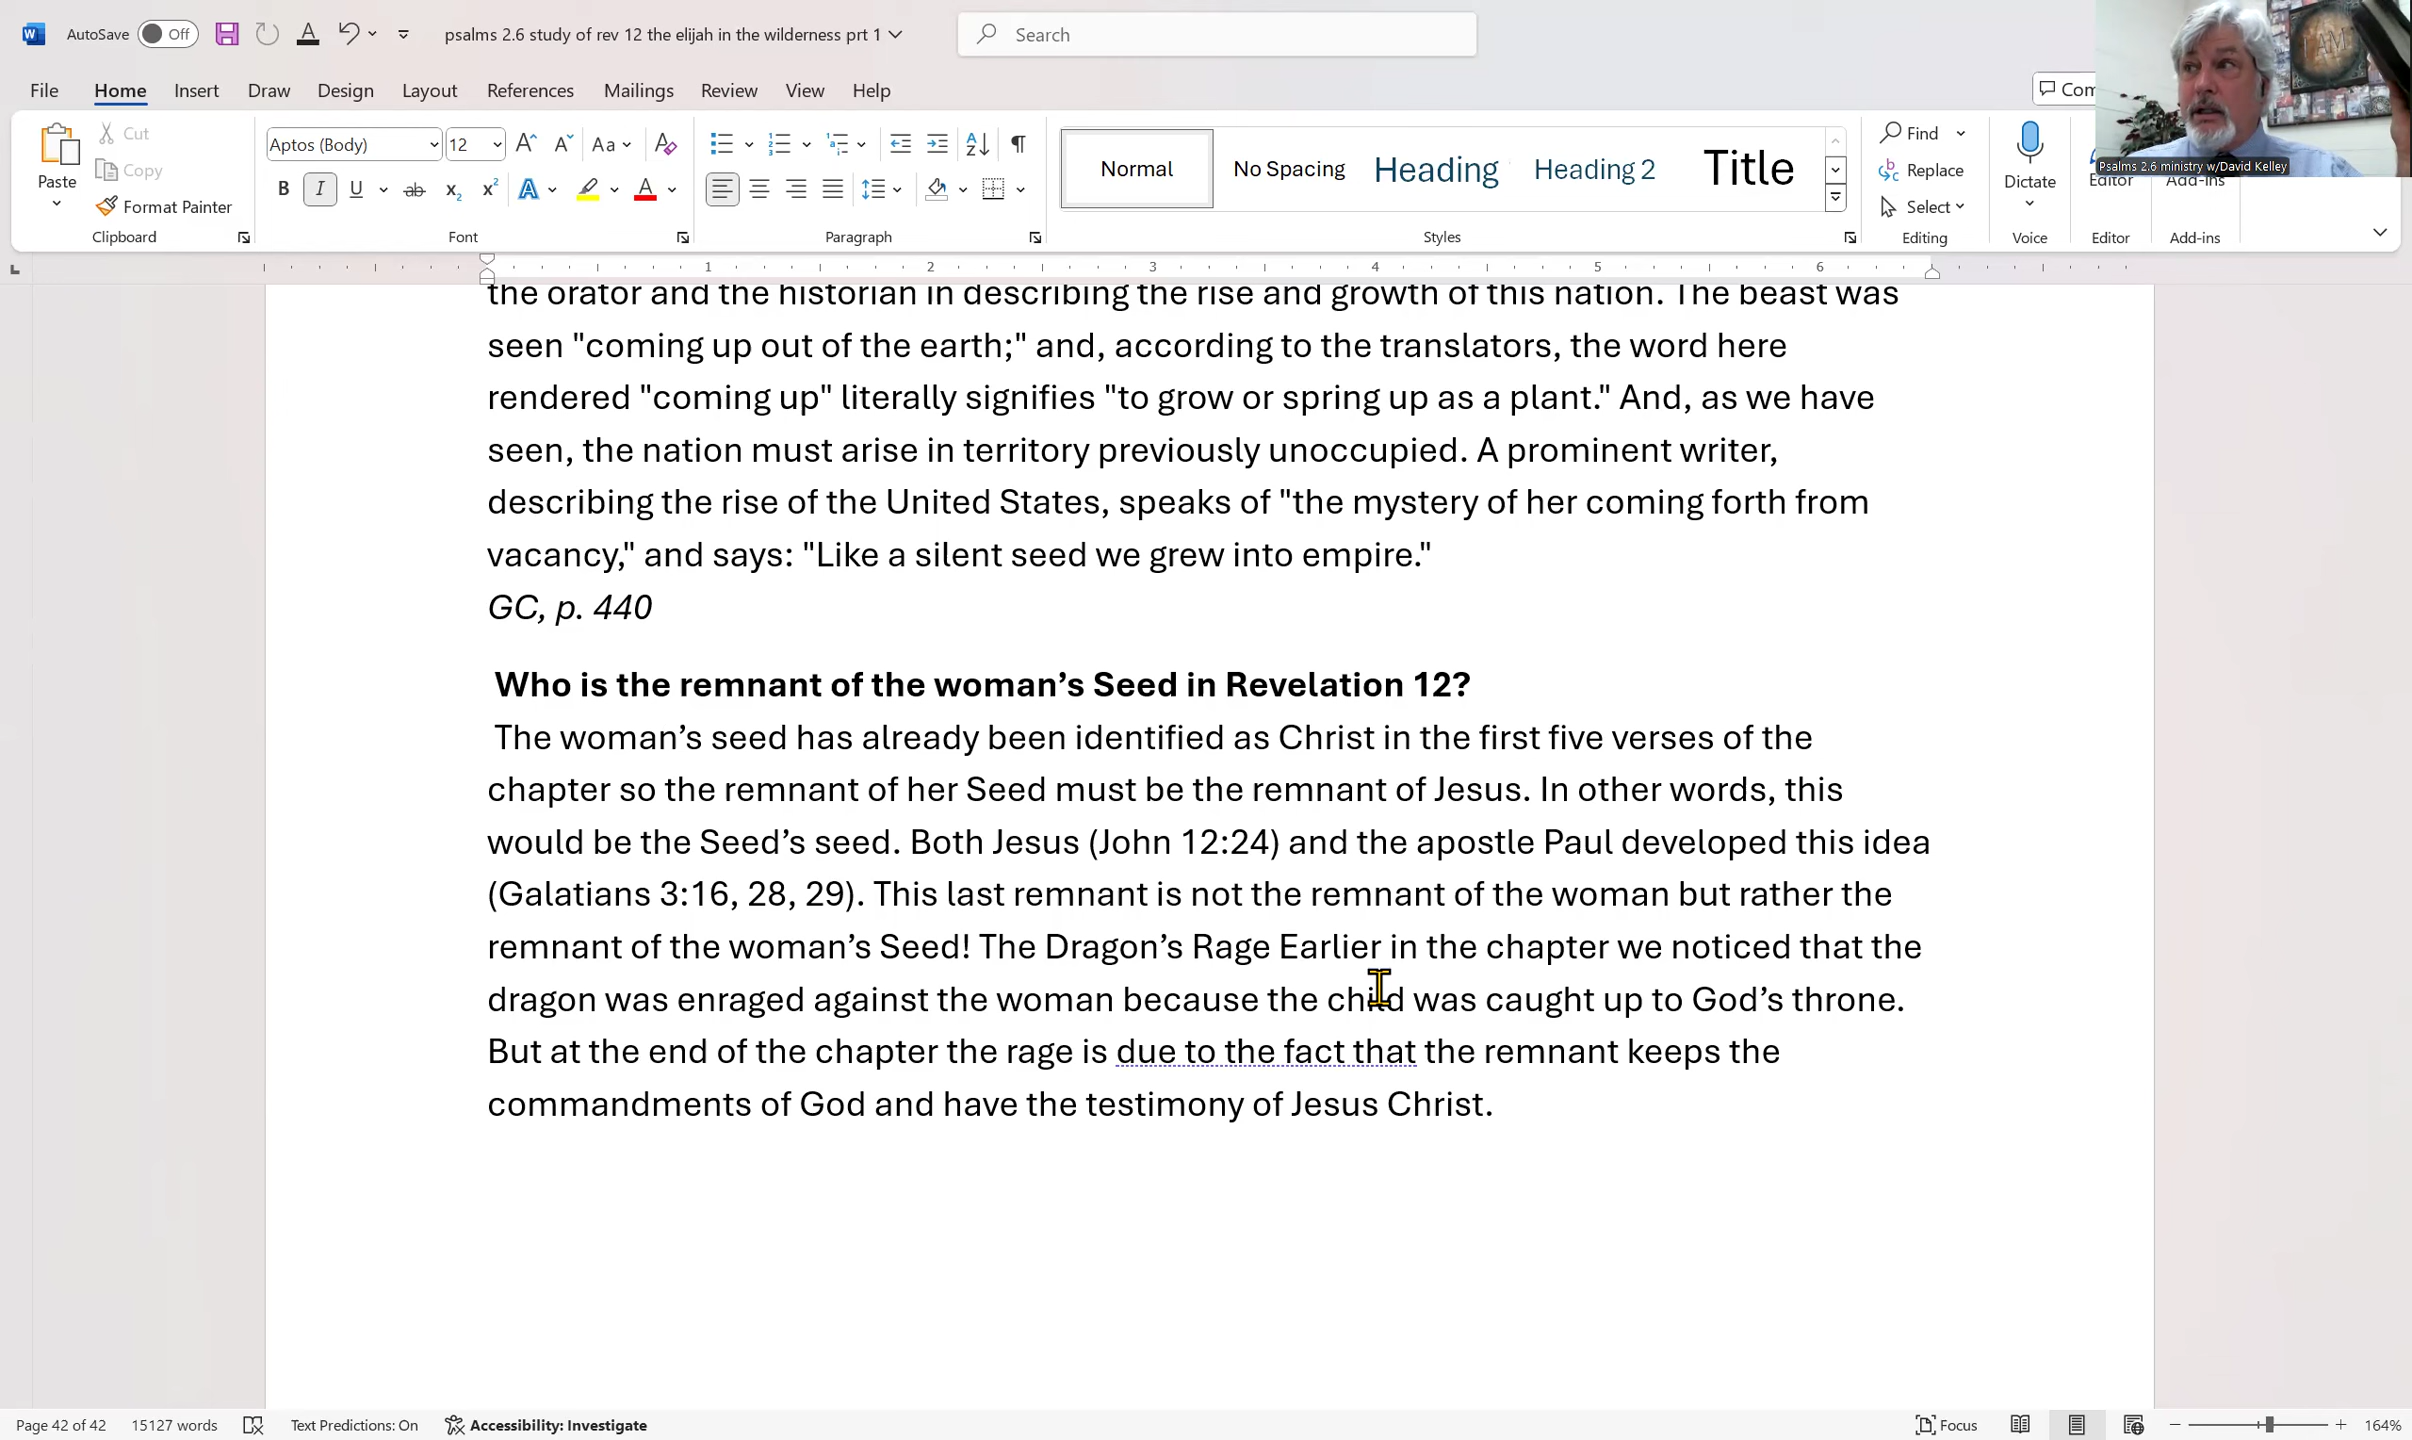 AutoSave Off psalms 2.6 study of rev 12 the elijah in the wilderness prt 1 Search
File Home Insert Draw Design Layout References Mailings Review View Help
Paste Cut Copy Format Painter Clipboard
Aptos (Body) 12 Font
Paragraph
Normal No Spacing Heading Heading 2 Title Styles
Find Replace Select Editing
Dictate Voice
Editor Editor
Add-ins Add-ins
I AM
Psalms 2.6 ministry w/David Kelley
1 2 3 4 5 6
the orator and the historian in describing the rise and growth of this nation. The beast was
seen "coming up out of the earth;" and, according to the translators, the word here
rendered "coming up" literally signifies "to grow or spring up as a plant." And, as we have
seen, the nation must arise in territory previously unoccupied. A prominent writer,
describing the rise of the United States, speaks of "the mystery of her coming forth from
vacancy," and says: "Like a silent seed we grew into empire."
GC, p. 440
Who is the remnant of the woman’s Seed in Revelation 12?
The woman’s seed has already been identified as Christ in the first five verses of the
chapter so the remnant of her Seed must be the remnant of Jesus. In other words, this
would be the Seed’s seed. Both Jesus (John 12:24) and the apostle Paul developed this idea
(Galatians 3:16, 28, 29). This last remnant is not the remnant of the woman but rather the
remnant of the woman’s Seed! The Dragon’s Rage Earlier in the chapter we noticed that the
dragon was enraged against the woman because the child was caught up to God’s throne.
But at the end of the chapter the rage is due to the fact that the remnant keeps the
commandments of God and have the testimony of Jesus Christ.
Page 42 of 42 15127 words Text Predictions: On Accessibility: Investigate Focus 164%